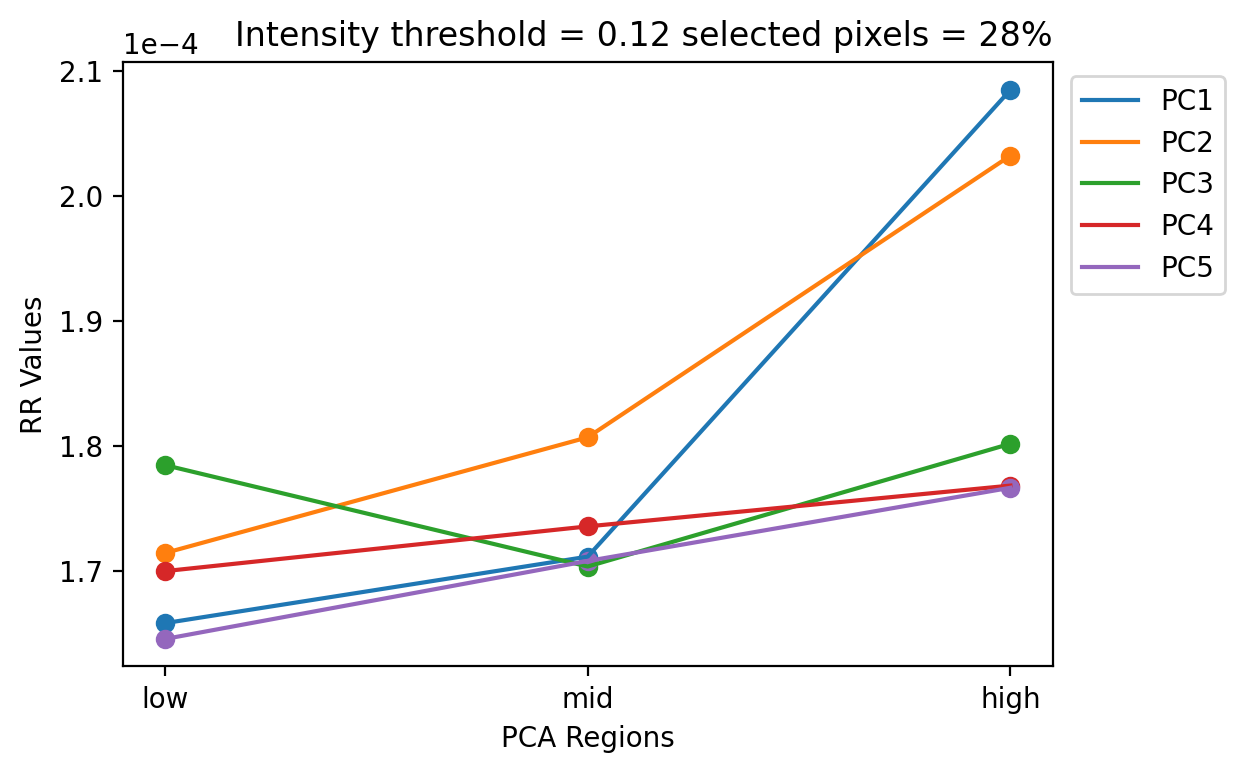 Intensity threshold = 0.12 selected pixels = 28%
1e−4
2.1
2.0
1.9
1.8
1.7
RR Values
low
mid
high
PCA Regions
PC1
PC2
PC3
PC4
PC5